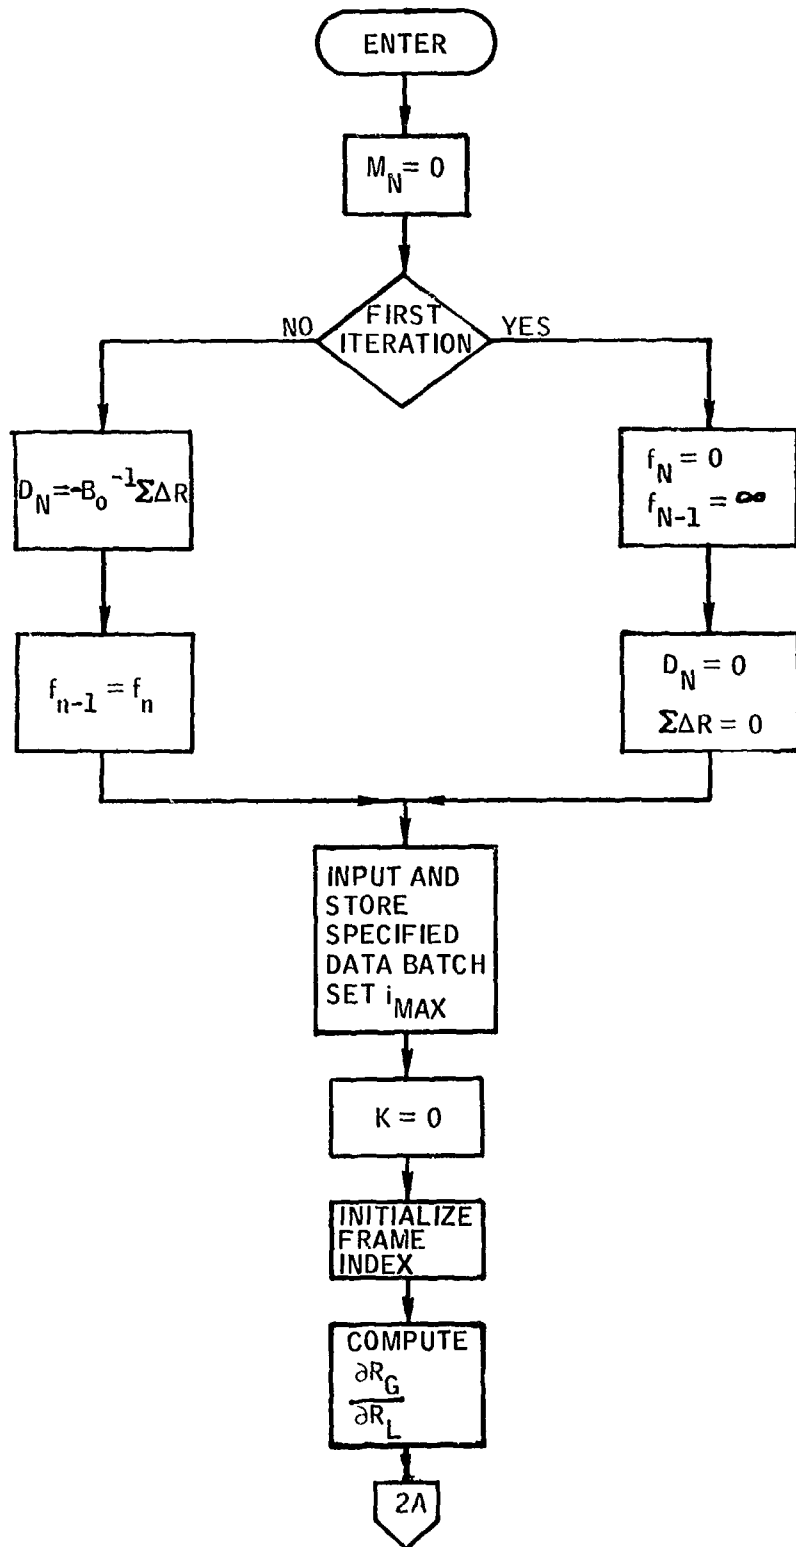 ENTER
M_N = 0
FIRST
ITERATION
NO
YES
D_N = -B_o^-1 ΣΔR
f_n-1 = f_n
f_N = 0
f_N-1 = ∞
D_N = 0
ΣΔR = 0
INPUT AND
STORE
SPECIFIED
DATA BATCH
SET i_MAX
K = 0
INITIALIZE
FRAME
INDEX
COMPUTE
∂R_G
∂R_L
2A